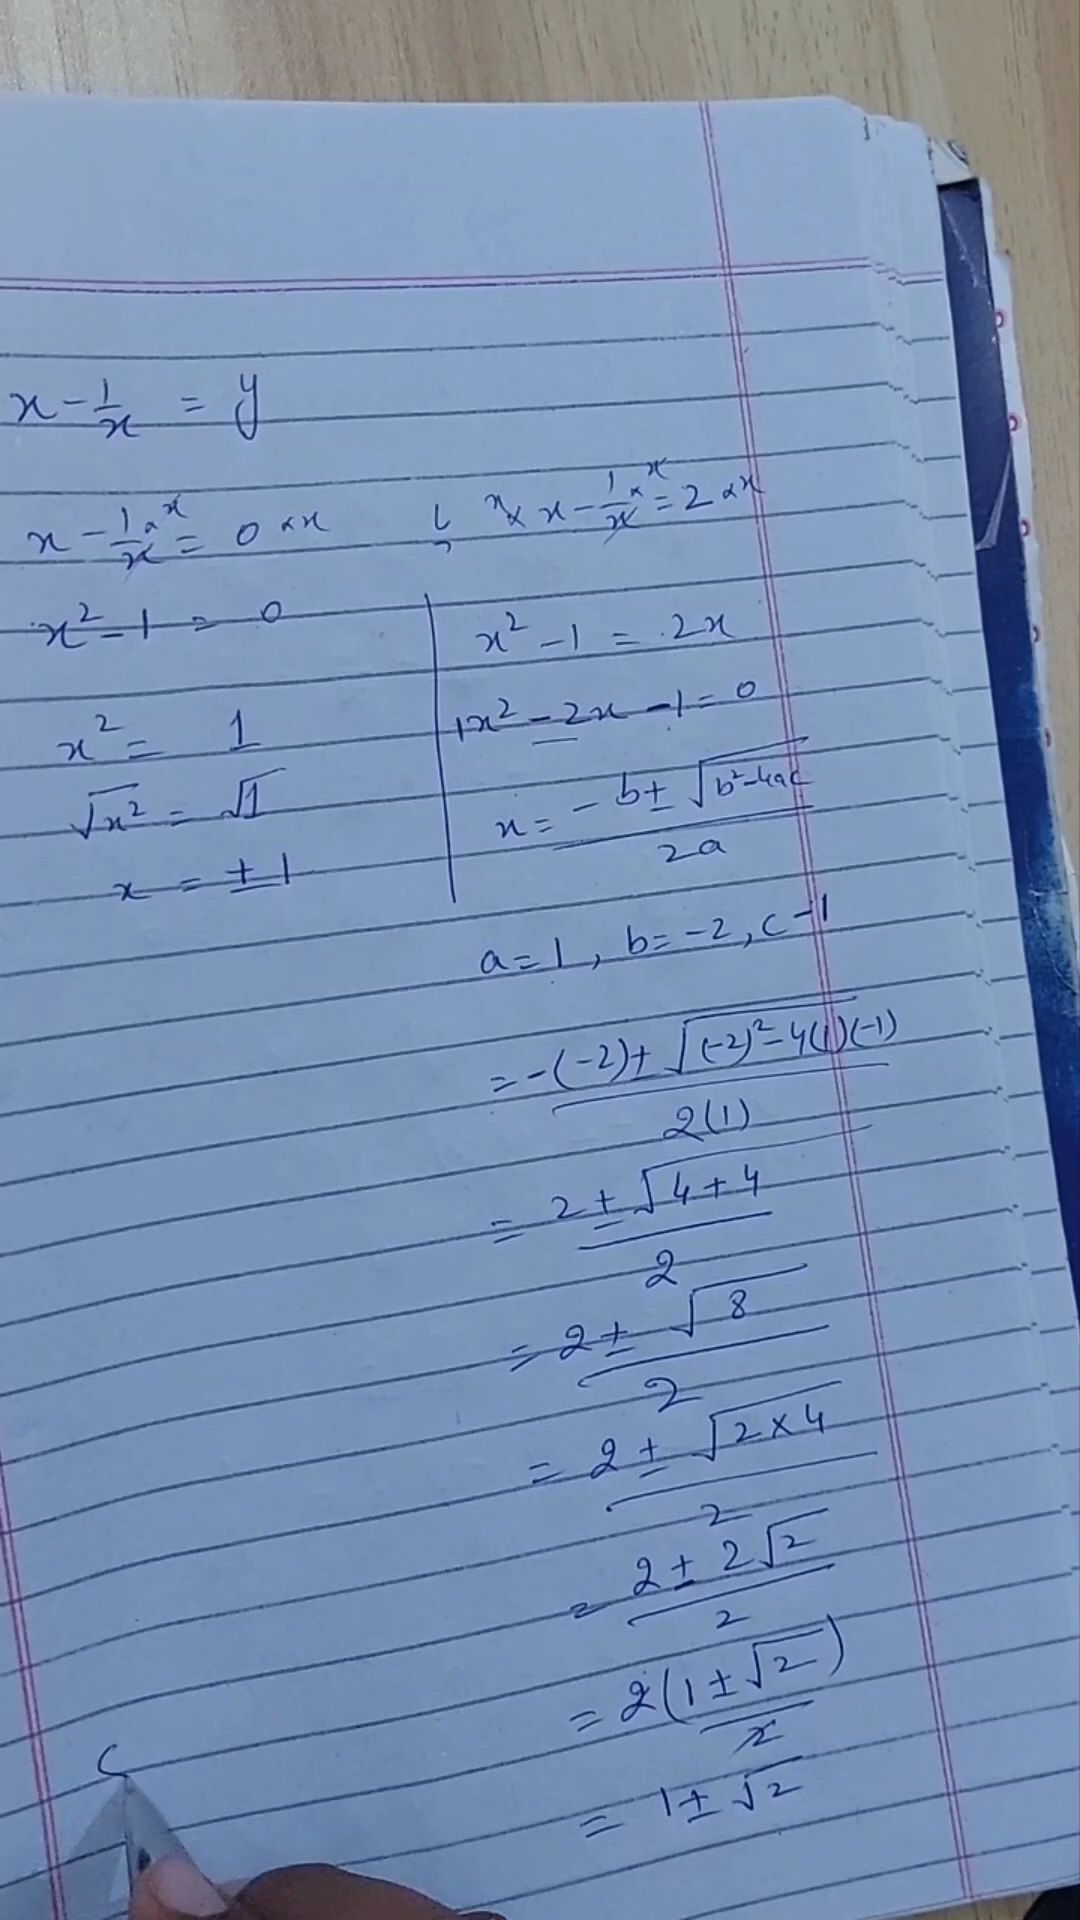 x - 1/x = y
x - 1/x × x = 0 × x
x² - 1 = 0
x² = 1
√x² = √1
x = ± 1
x × x - 1/x × x = 2 × x
x² - 1 = 2x
1x² - 2x - 1 = 0
x = -b ± √b²-4ac / 2a
a = 1, b = -2, c -1
= -(-2) ± √(-2)² - 4(1)(-1) / 2(1)
= 2 ± √4+4 / 2
= 2 ± √8 / 2
= 2 ± √2×4 / 2
= 2 ± 2√2 / 2
= 2(1 ± √2) / 2
= 1 ± √2